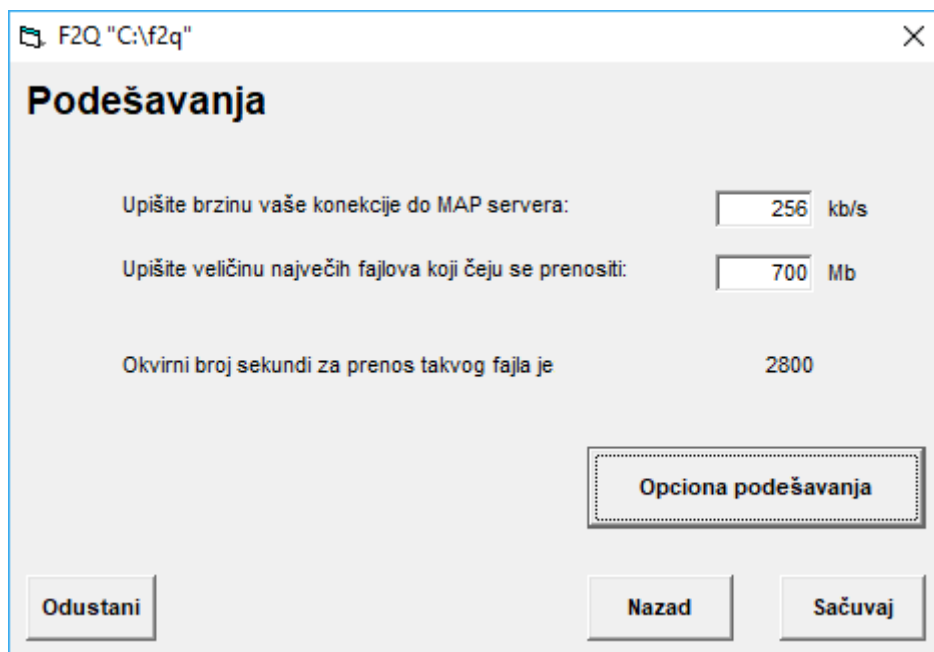 F2Q "C:\f2q"
Podešavanja
Upišite brzinu vaše konekcije do MAP servera: 256 kb/s
Upišite veličinu največih fajlova koji čeju se prenositi: 700 Mb
Okvirni broj sekundi za prenos takvog fajla je 2800
Opciona podešavanja
Odustani Nazad Sačuvaj